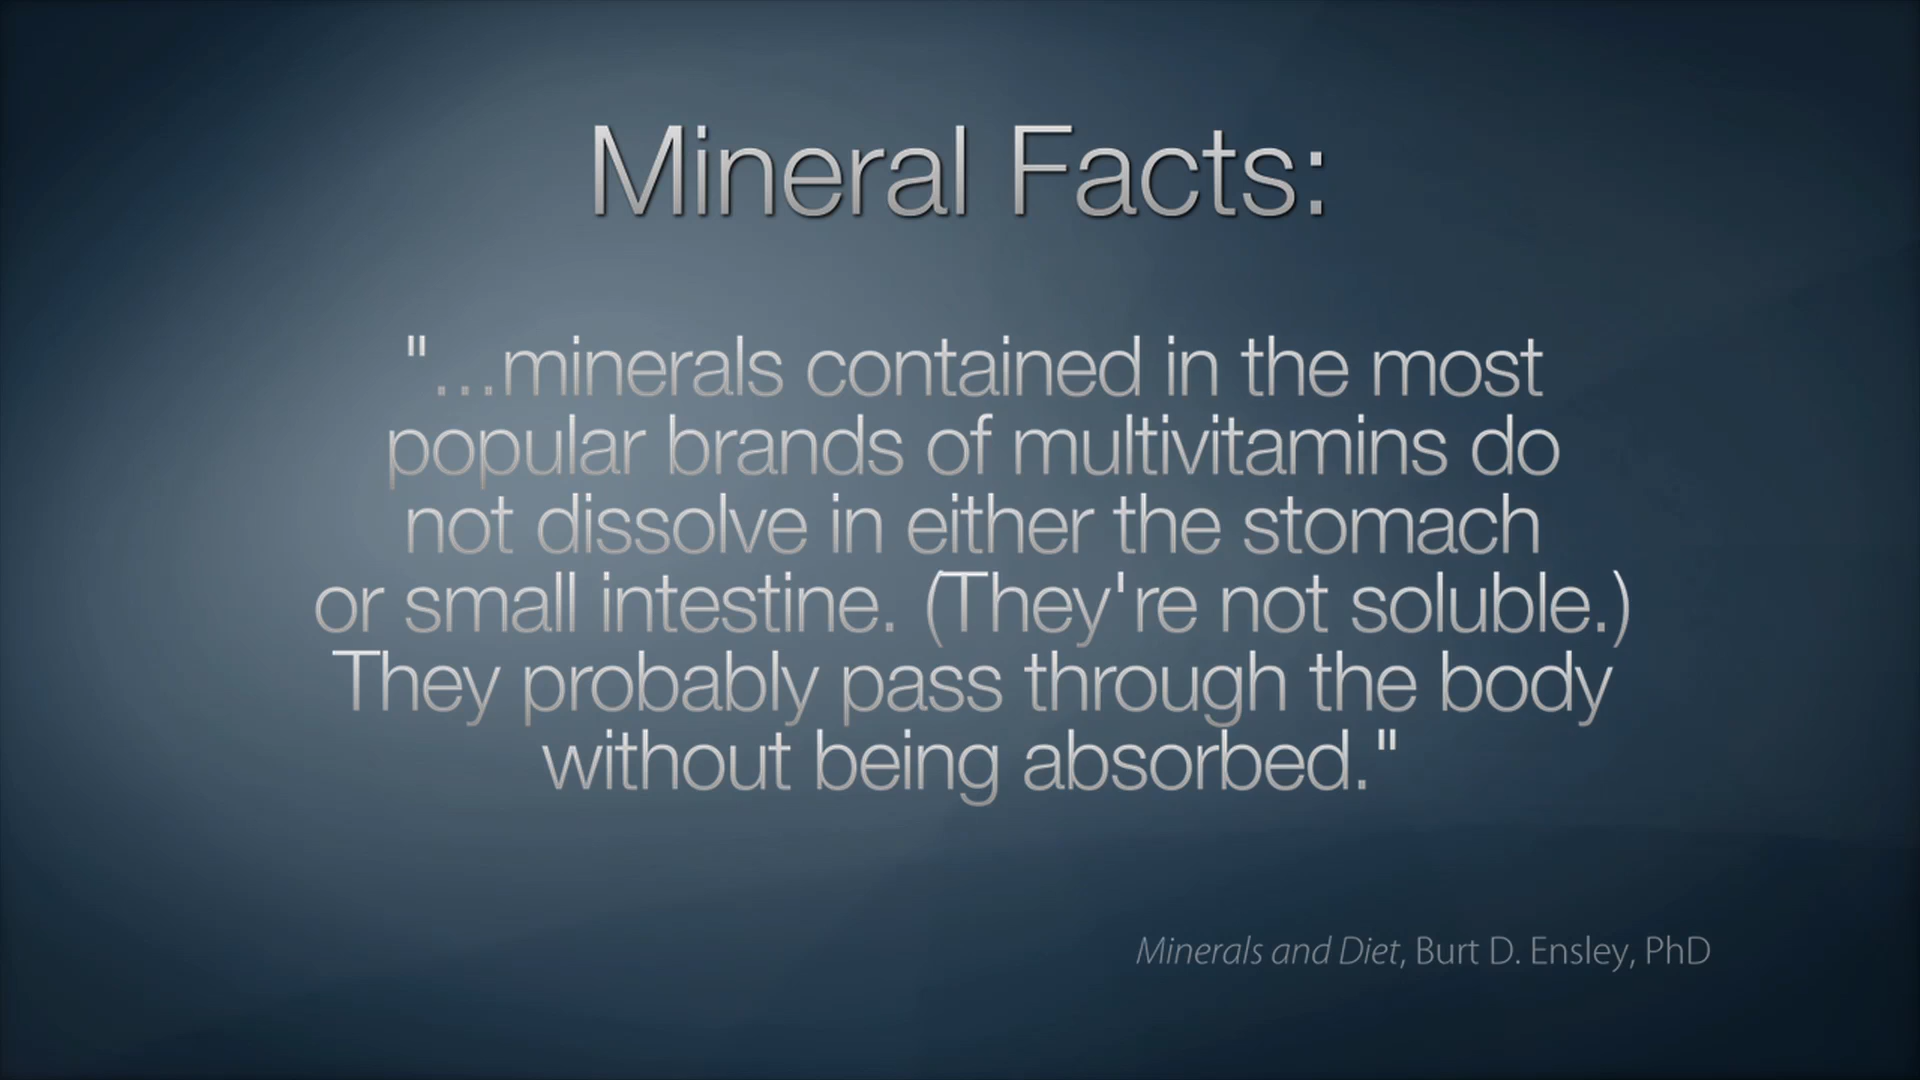 Mineral Facts:
"...minerals contained in the most
popular brands of multivitamins do
not dissolve in either the stomach
or small intestine. (They're not soluble.)
They probably pass through the body
without being absorbed."
Minerals and Diet, Burt D. Ensley, PhD